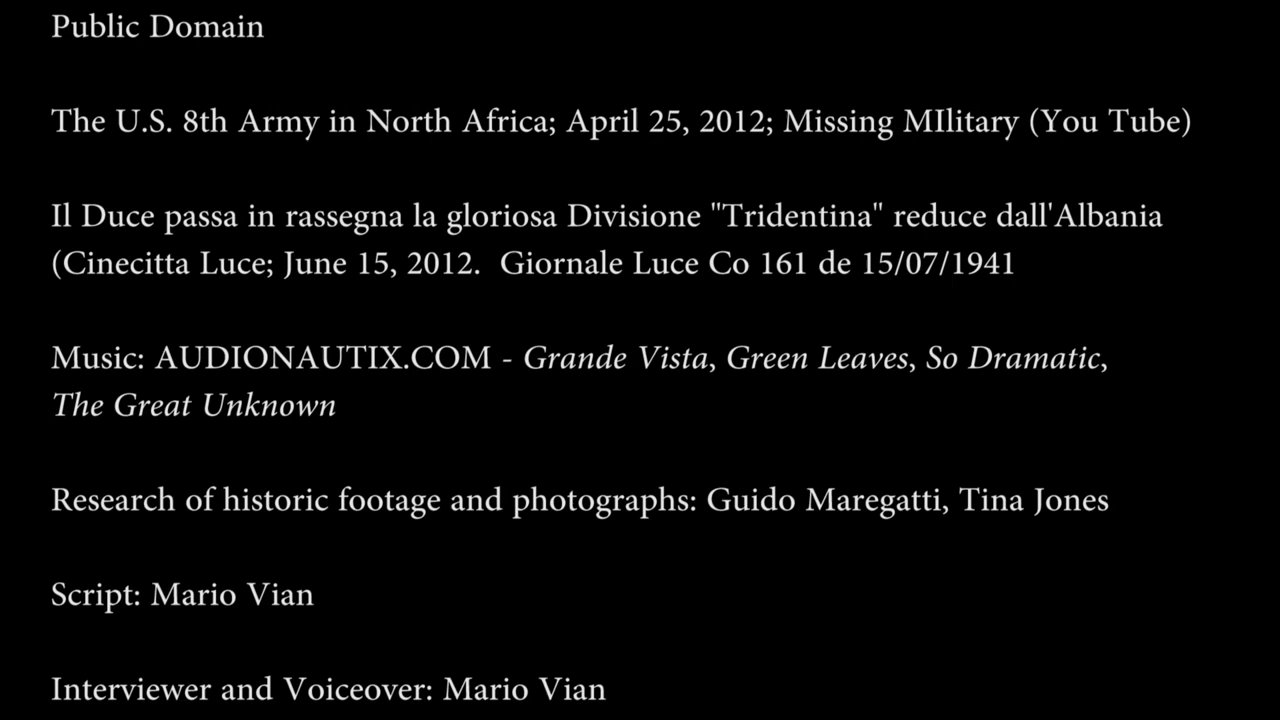 Public Domain
The U.S. 8th Army in North Africa; April 25, 2012; Missing MIlitary (You Tube)
Il Duce passa in rassegna la gloriosa Divisione "Tridentina" reduce dall'Albania
(Cinecitta Luce; June 15, 2012.  Giornale Luce Co 161 de 15/07/1941
Music: AUDIONAUTIX.COM - Grande Vista, Green Leaves, So Dramatic,
The Great Unknown
Research of historic footage and photographs: Guido Maregatti, Tina Jones
Script: Mario Vian
Interviewer and Voiceover: Mario Vian